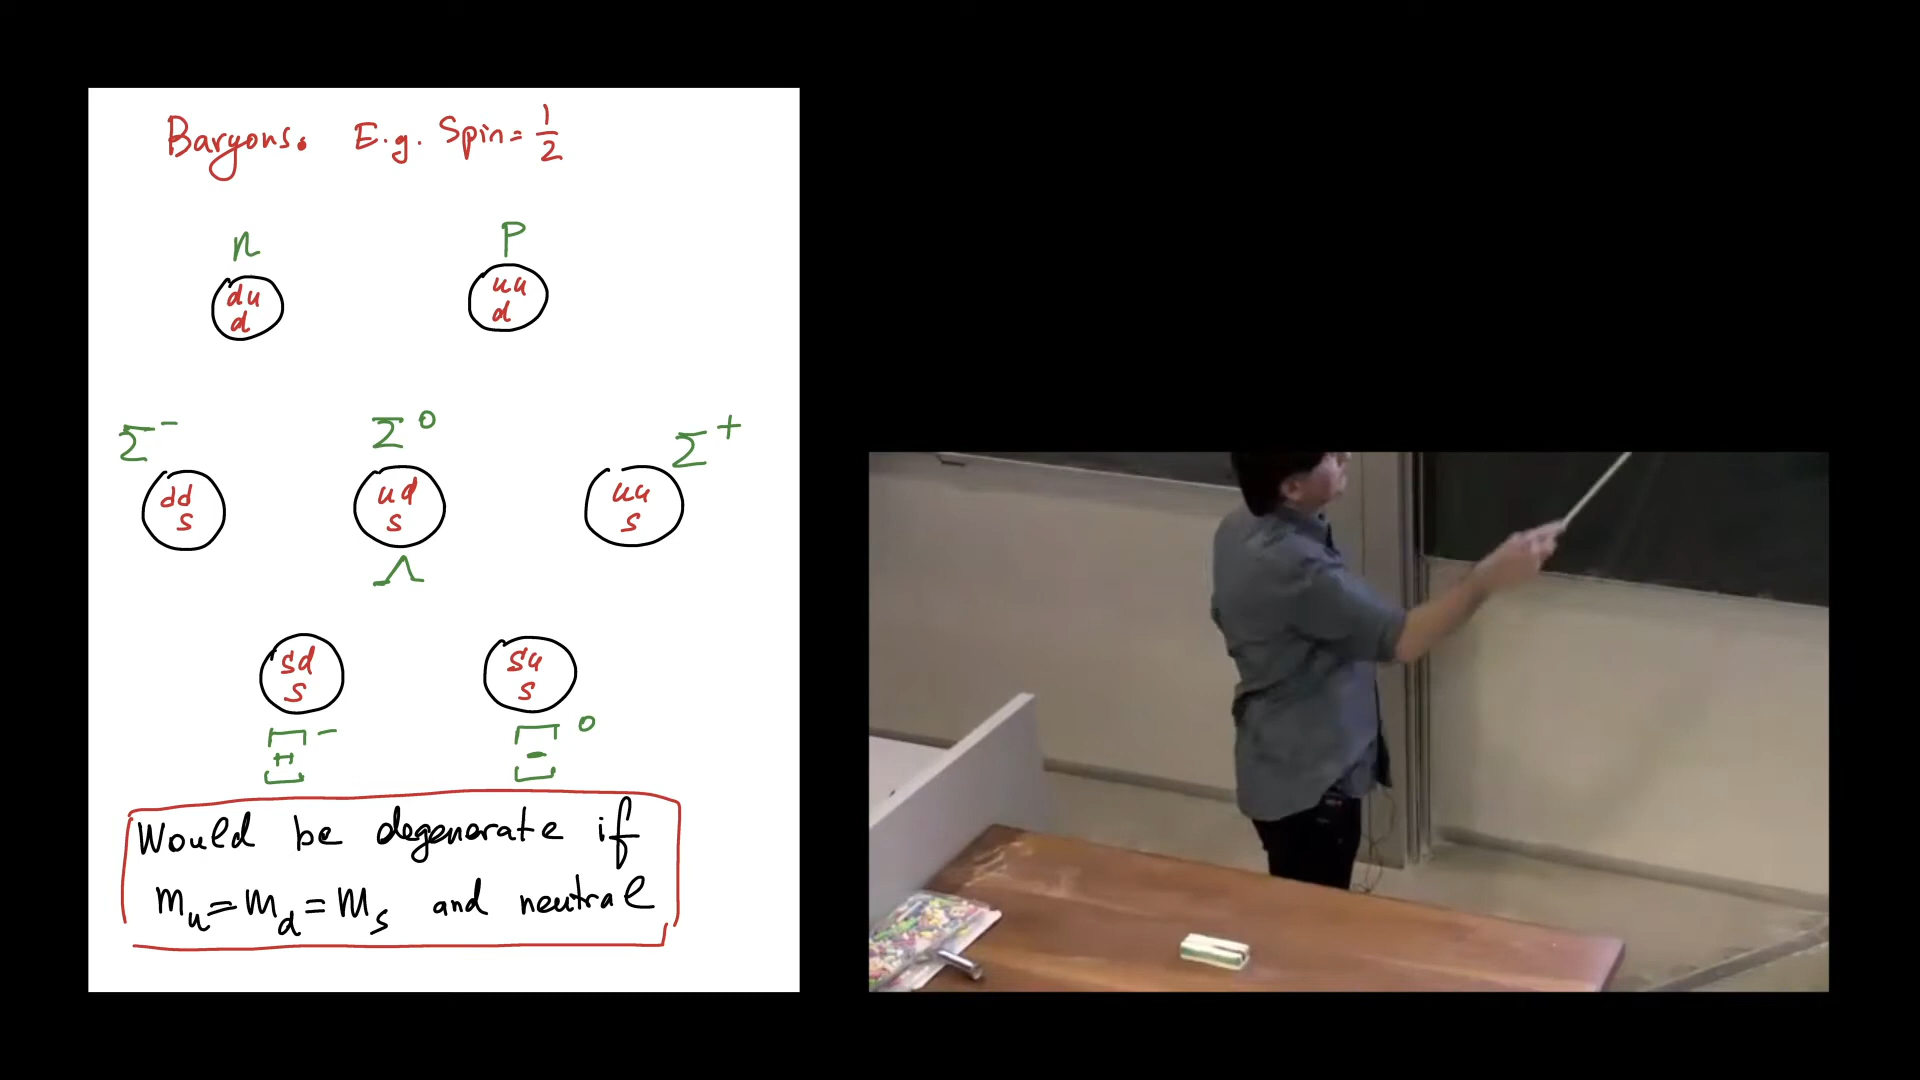 Baryons. E.g. Spin = 1/2
n P
du uu
d d
Σ⁻ Σ⁰ Σ⁺
dd ud uu
s s s
Λ
sd su
s s
Ξ⁻ Ξ⁰
Would be degenerate if
m_u = m_d = m_s and neutral